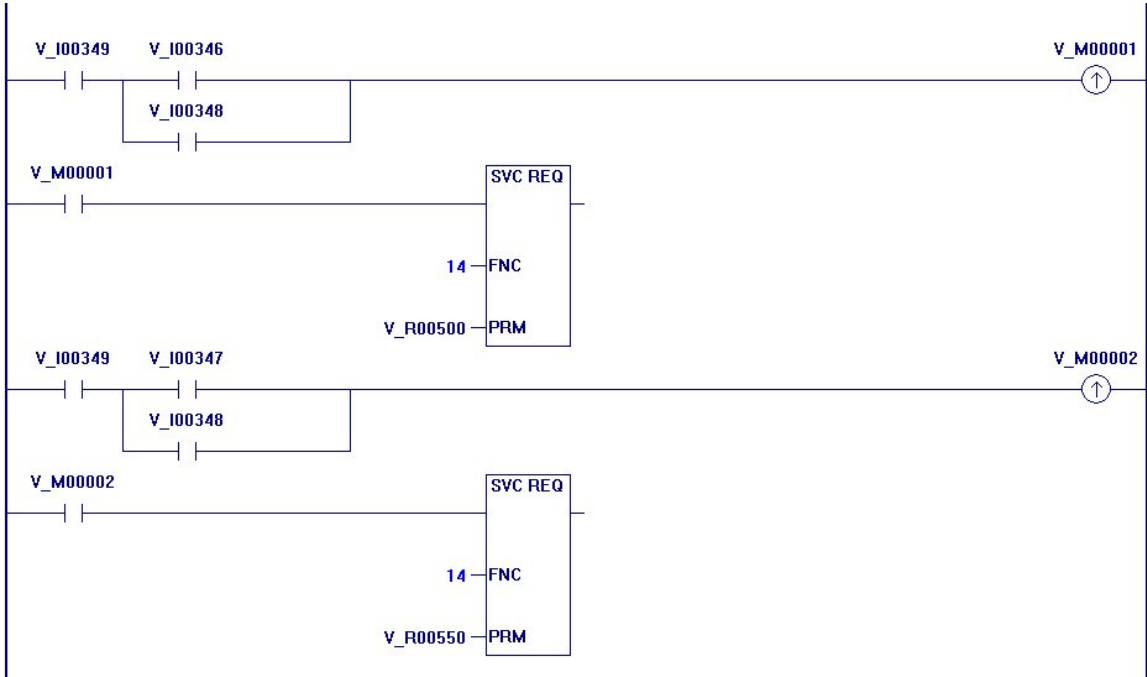 V_I00349 V_I00346 V_M00001
V_I00348
V_M00001 SVC REQ
14 FNC
V_R00500 PRM
V_I00349 V_I00347 V_M00002
V_I00348
V_M00002 SVC REQ
14 FNC
V_R00550 PRM